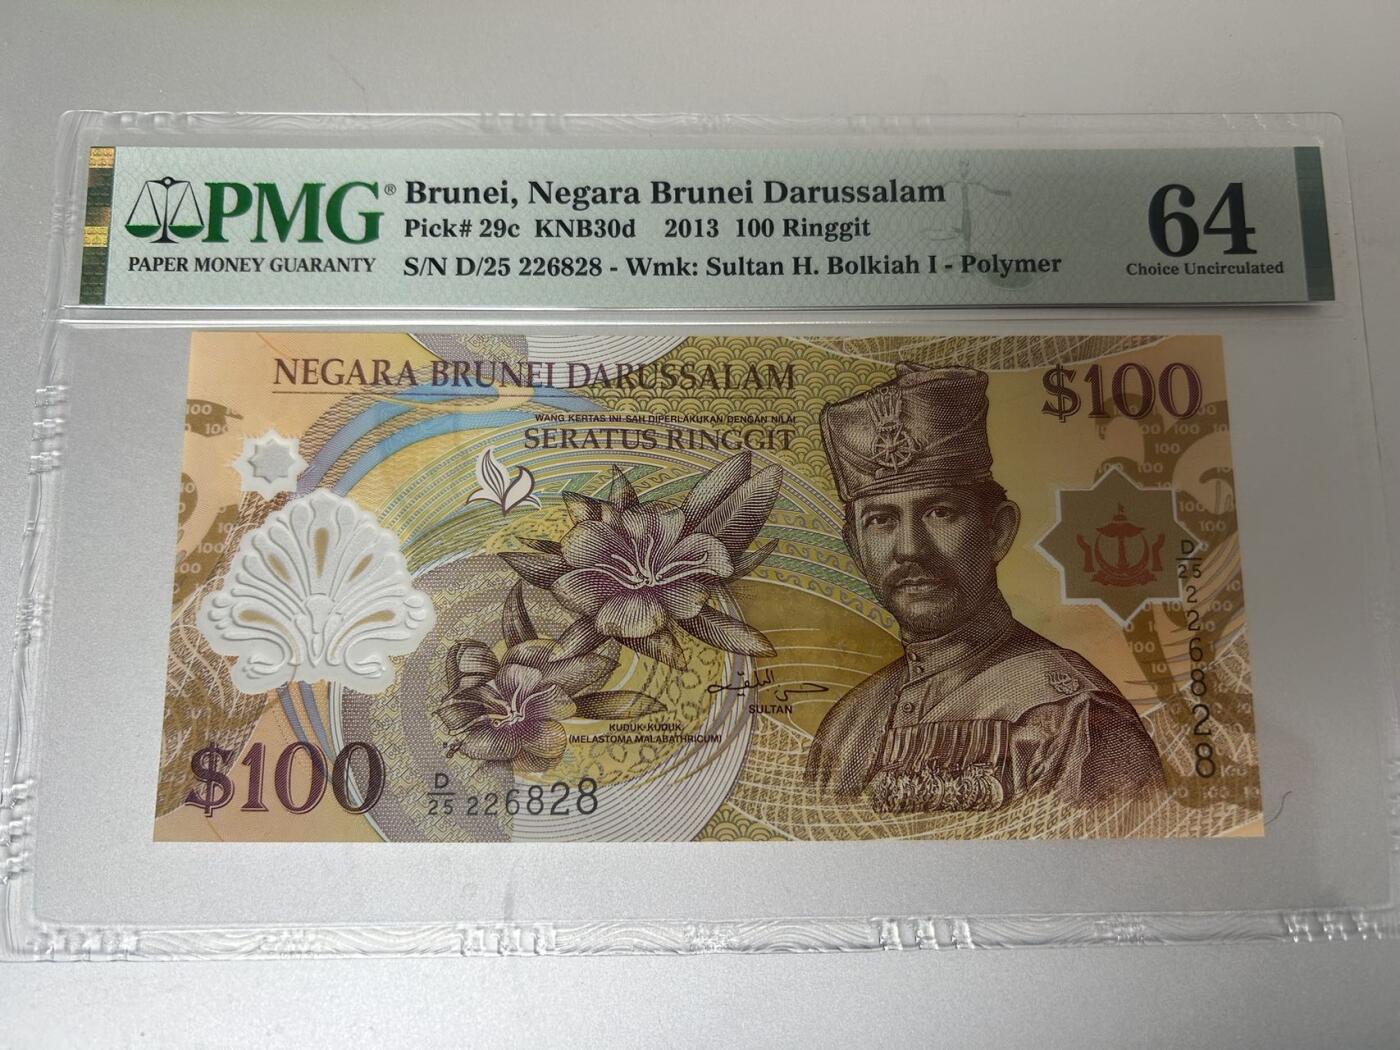 PMG®
PAPER MONEY GUARANTY
Brunei, Negara Brunei Darussalam
Pick# 29c KNB30d 2013 100 Ringgit
S/N D/25 226828 - Wmk: Sultan H. Bolkiah I - Polymer
64
Choice Uncirculated
NEGARA BRUNEI DARUSSALAM
$100
WANG KERTAS INI SAH DIPERLAKUKAN DENGAN NILAI
SERATUS RINGGIT
D/25 226828
SULTAN
KUDUK-KUDUK
(MELASTOMA MALABATHRICUM)
$100
D/25 226828